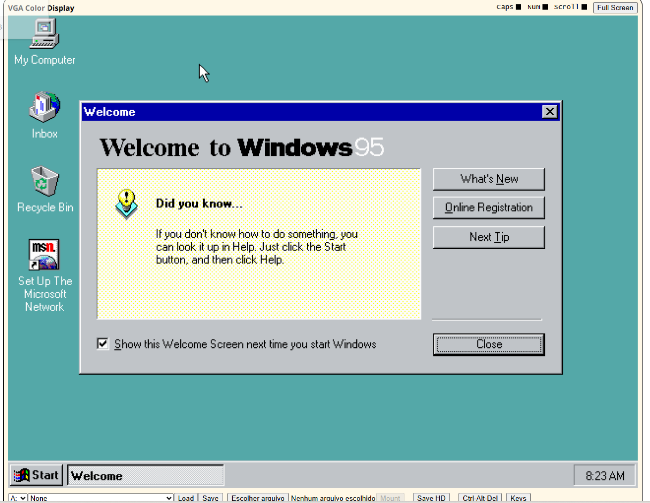 VGA Color Display
Caps Num Scroll Full Screen
My Computer
Inbox
Recycle Bin
msn.
Set Up The
Microsoft
Network
Welcome
Welcome to Windows 95
Did you know...
If you don't know how to do something, you
can look it up in Help. Just click the Start
button, and then click Help.
What's New
Online Registration
Next Tip
Show this Welcome Screen next time you start Windows
Close
Start Welcome 8:23 AM
A: None Load Save Escolher arquivo Nenhum arquivo escolhido Mount Save HD Ctrl Alt Del Keys